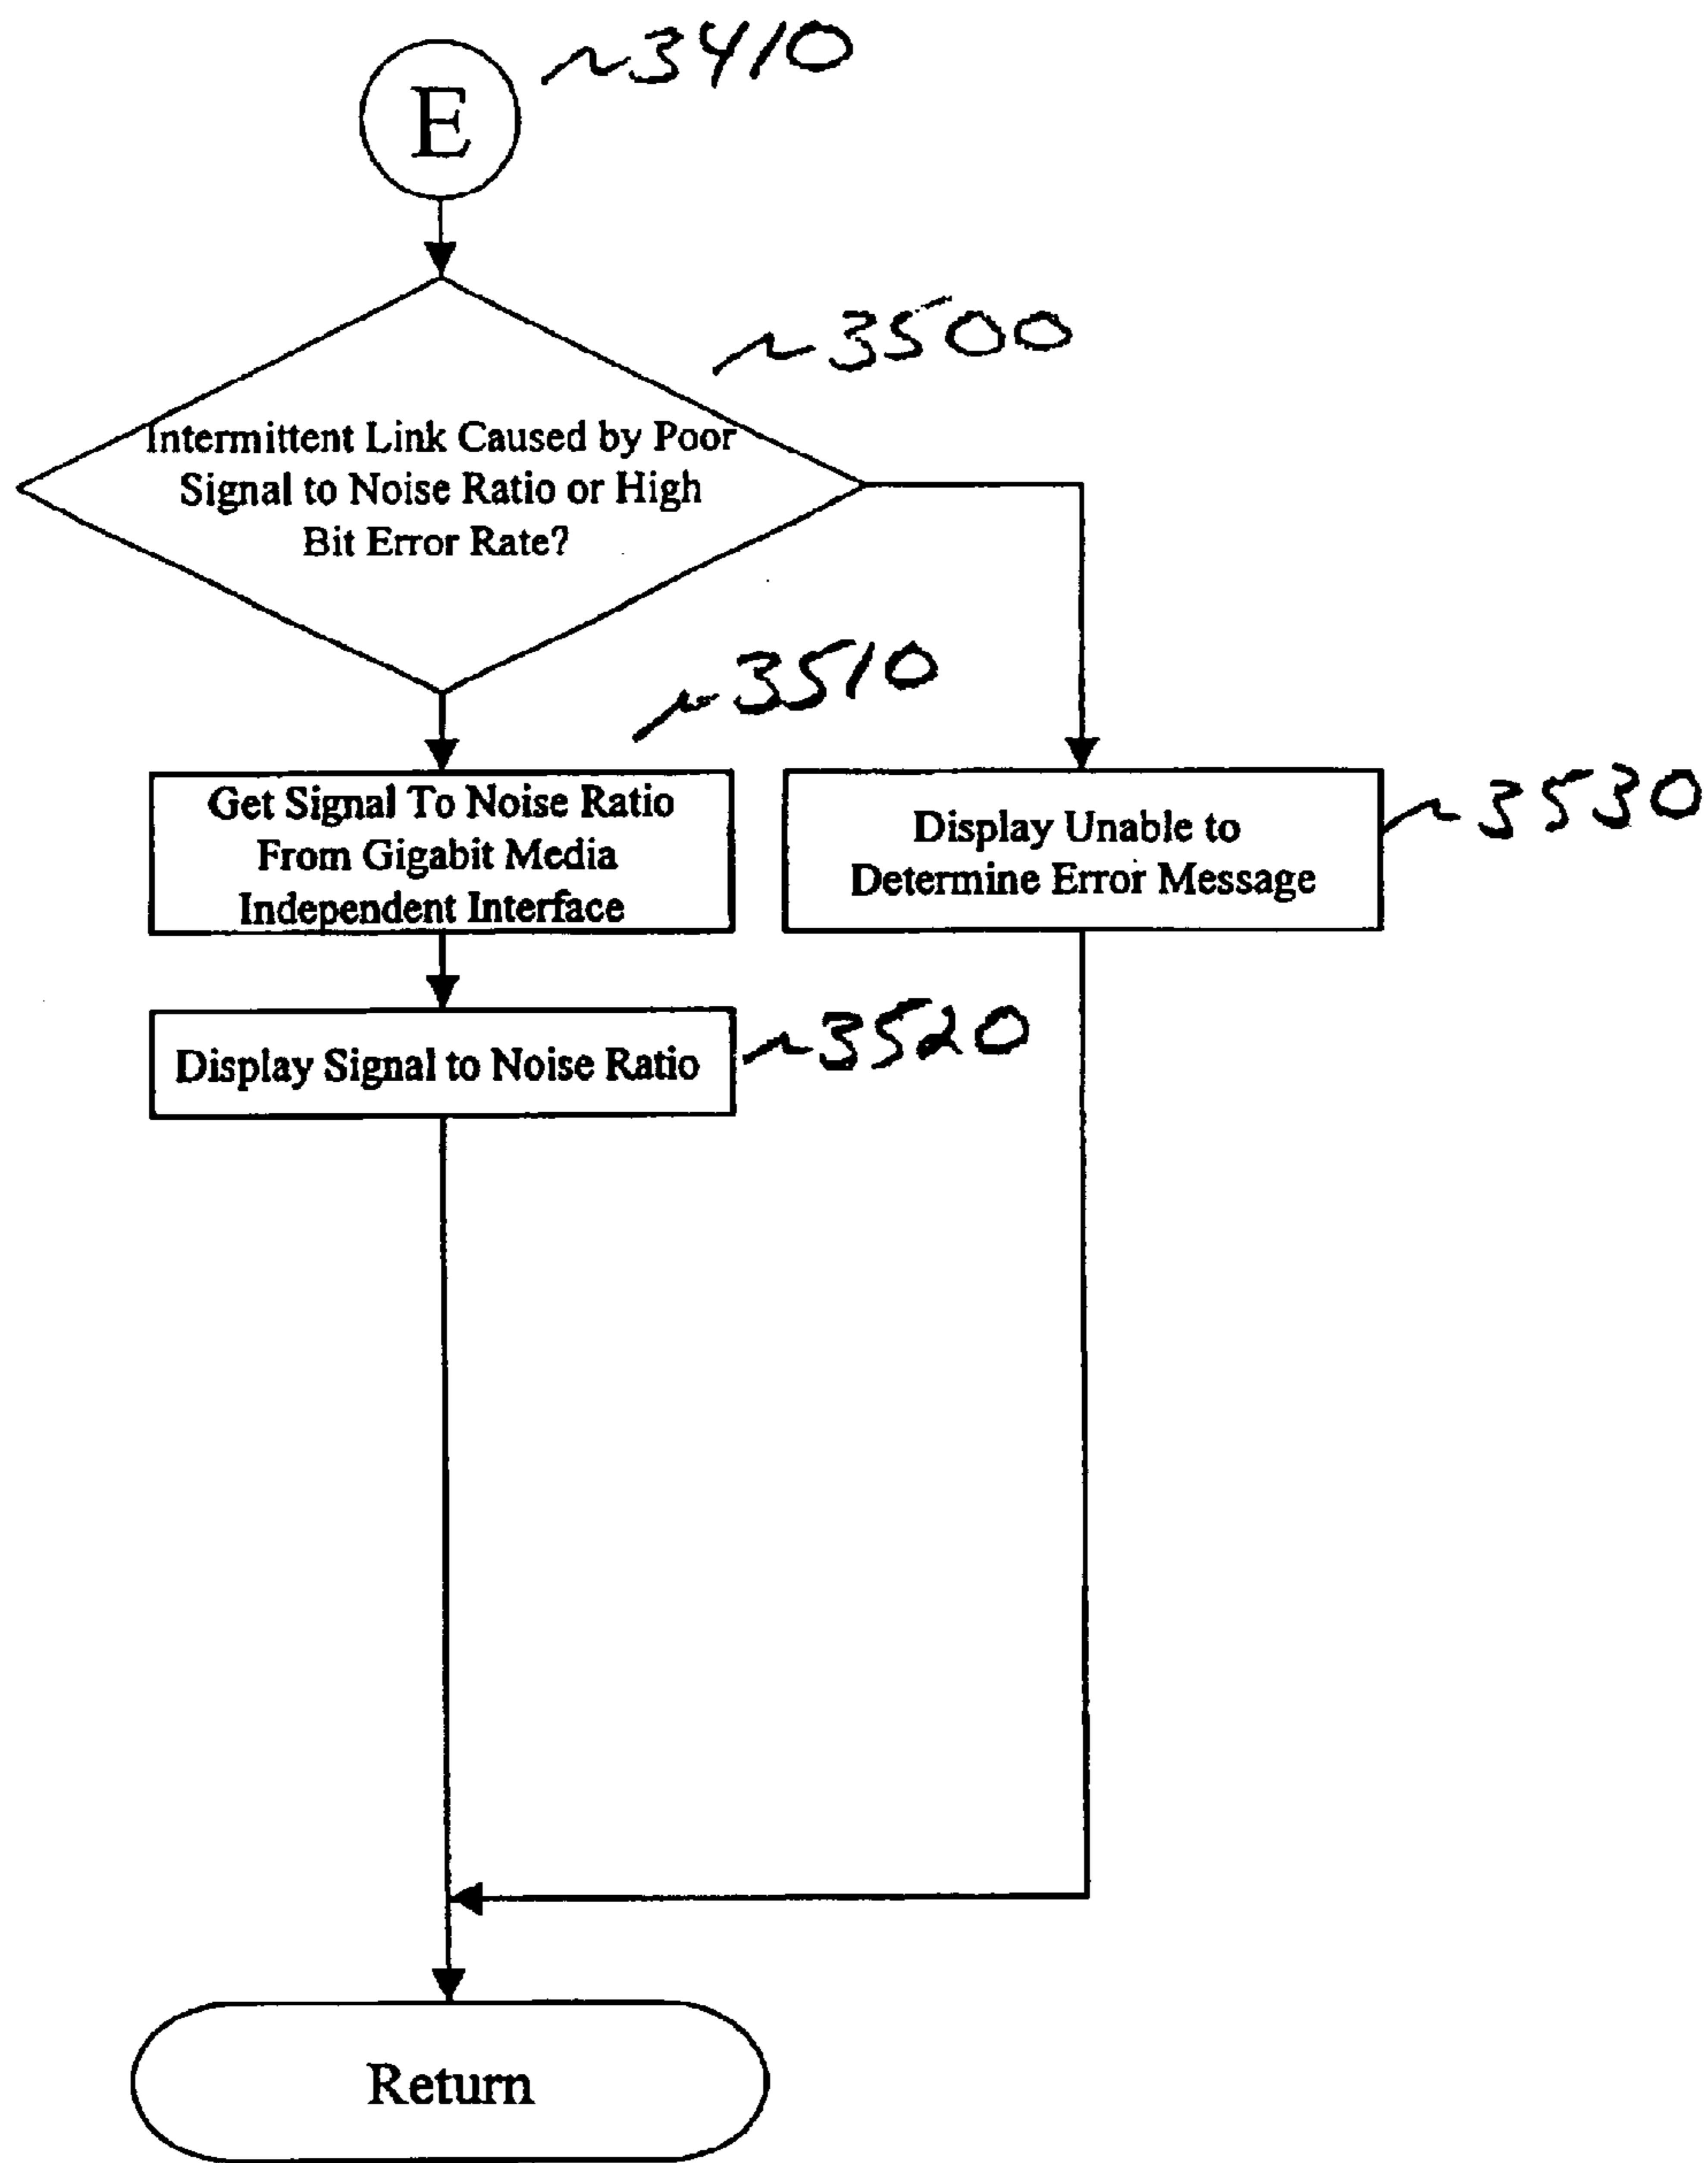 E
~3410
~3500
Intermittent Link Caused by Poor
Signal to Noise Ratio or High
Bit Error Rate?
~3510
Get Signal To Noise Ratio
From Gigabit Media
Independent Interface
Display Unable to
Determine Error Message
~3530
Display Signal to Noise Ratio
~3520
Return